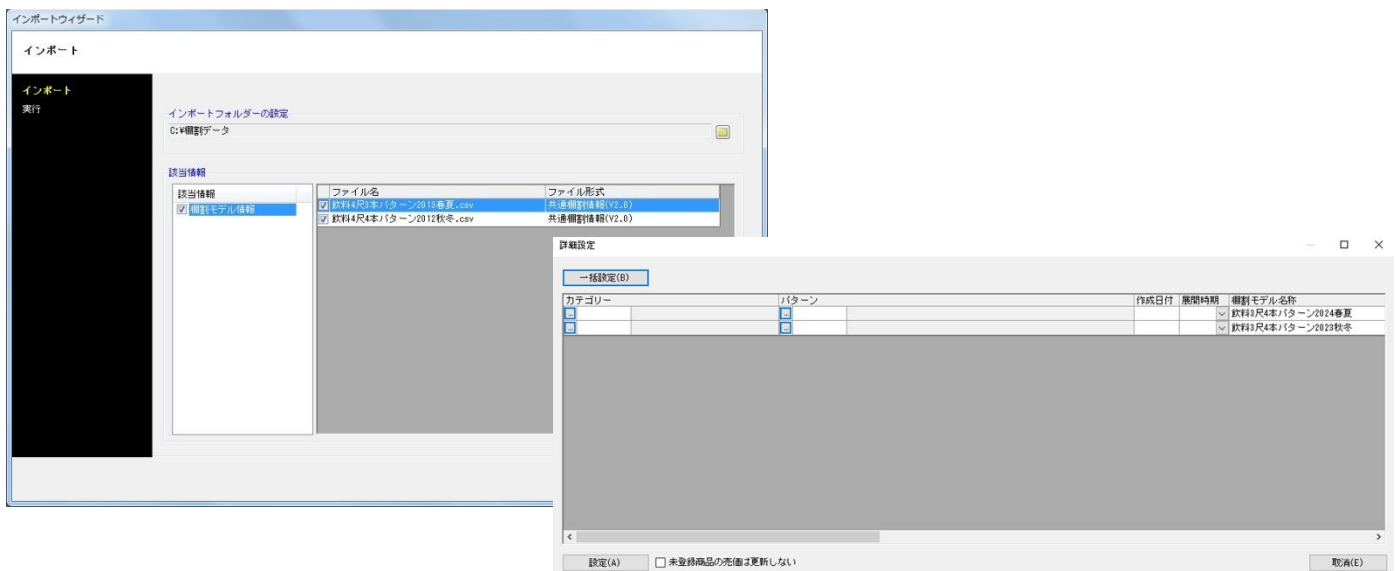 インポートウィザード
インポート
インポート
実行
インポートフォルダーの設定
C:¥棚割データ
該当情報
該当情報
棚割モデル情報
ファイル名 ファイル形式
飲料4尺3本パターン2013春夏.csv 共通棚割情報(V2.0)
飲料4尺4本パターン2012秋冬.csv 共通棚割情報(V2.0)
詳細設定
一括設定(B)
カテゴリー パターン 作成日付 展開時期 棚割モデル名称
... ... 飲料3尺4本パターン2024春夏
... ... 飲料3尺4本パターン2023秋冬
設定(A) 未登録商品の売価は更新しない 取消(E)